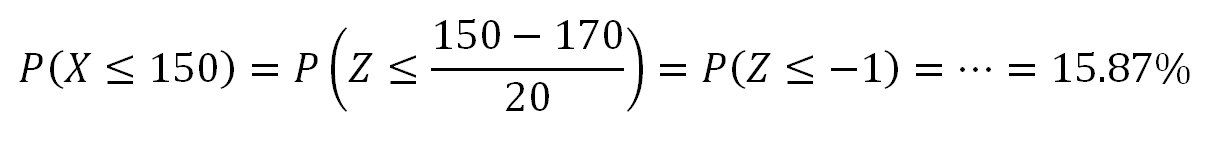 P(X ≤ 150) = P(Z ≤ (150 − 170)/20) = P(Z ≤ −1) = ⋯ = 15.87%